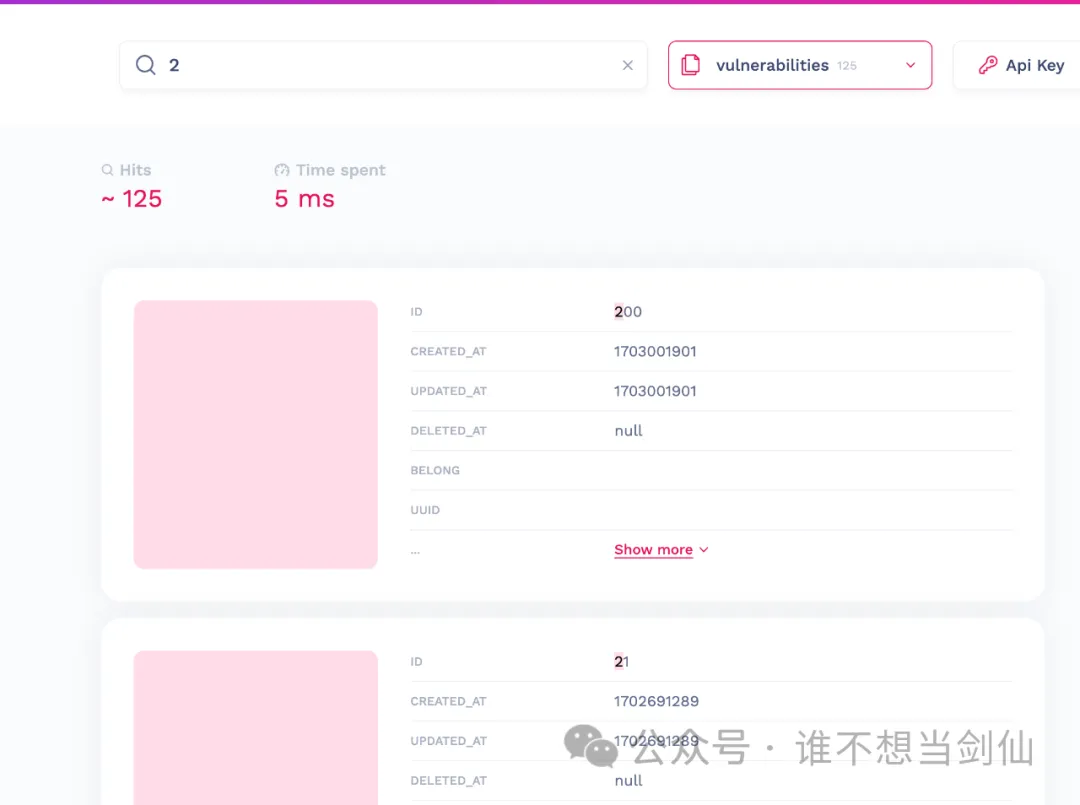 2
vulnerabilities 125
Api Key
Hits
Time spent
~ 125
5 ms
ID 200
CREATED_AT 1703001901
UPDATED_AT 1703001901
DELETED_AT null
BELONG
UUID
... Show more
ID 21
CREATED_AT 1702691289
UPDATED_AT 1702691289
公众号 · 谁不想当剑仙
DELETED_AT null